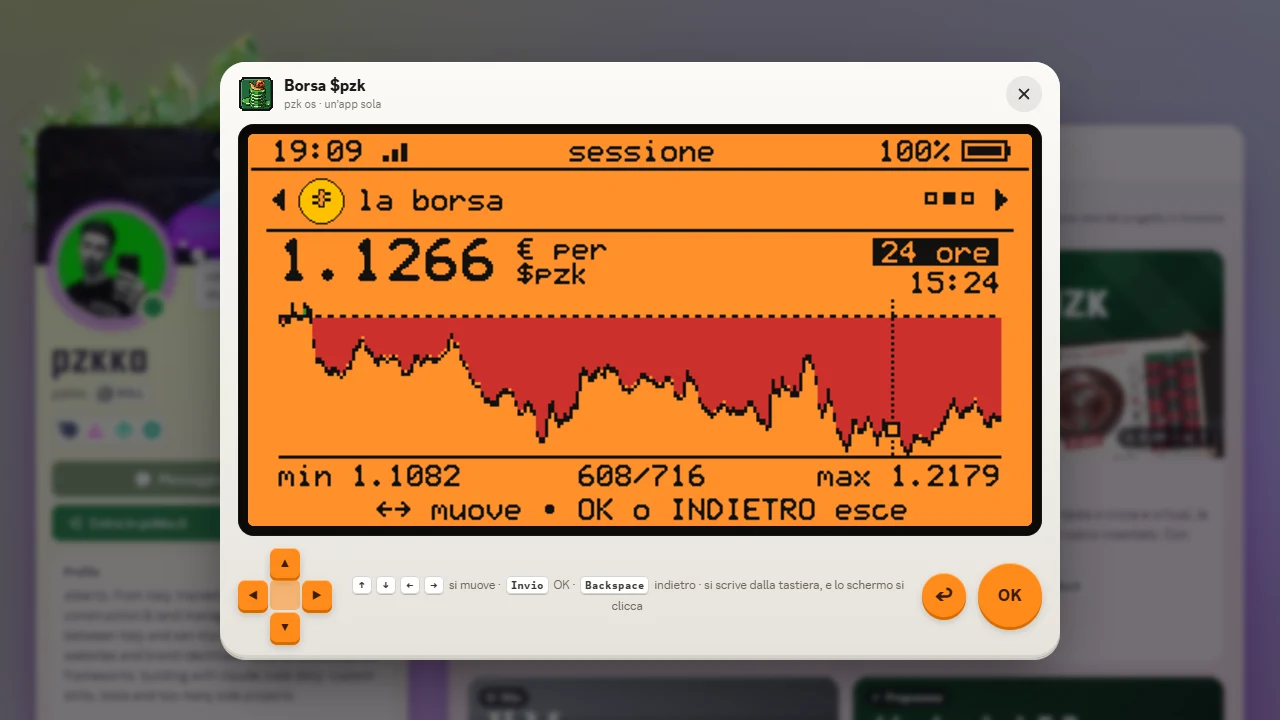 Borsa $pzk
pzk os · un'app sola
19:09 sessione 100%
la borsa
1.1266 € per $pzk
24 ore
15:24
min 1.1082 608/716 max 1.2179
←→ muove • OK o INDIETRO esce
↑ ↓ ← → si muove · Invio OK · Backspace indietro · si scrive dalla tastiera, e lo schermo si
clicca
OK
pzkko